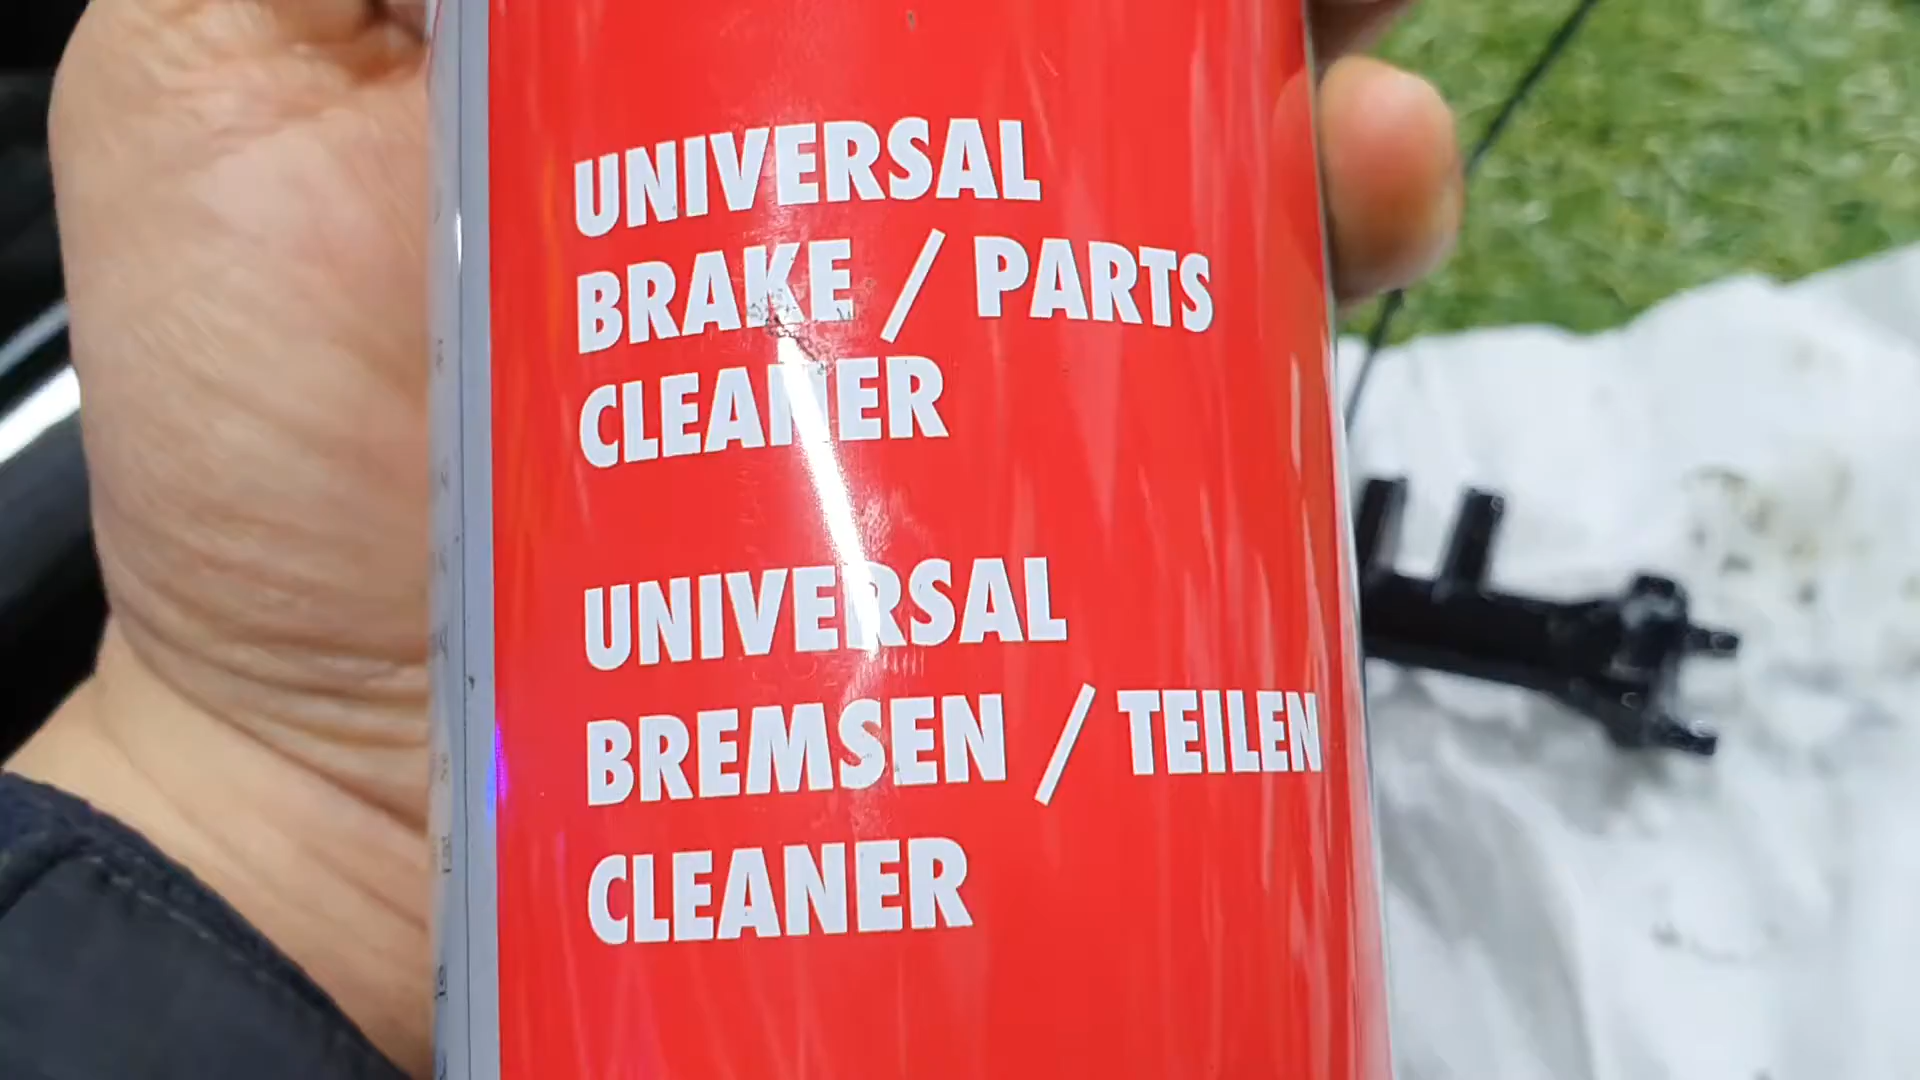 UNIVERSAL
BRAKE / PARTS
CLEANER
UNIVERSAL
BREMSEN / TEILEN
CLEANER